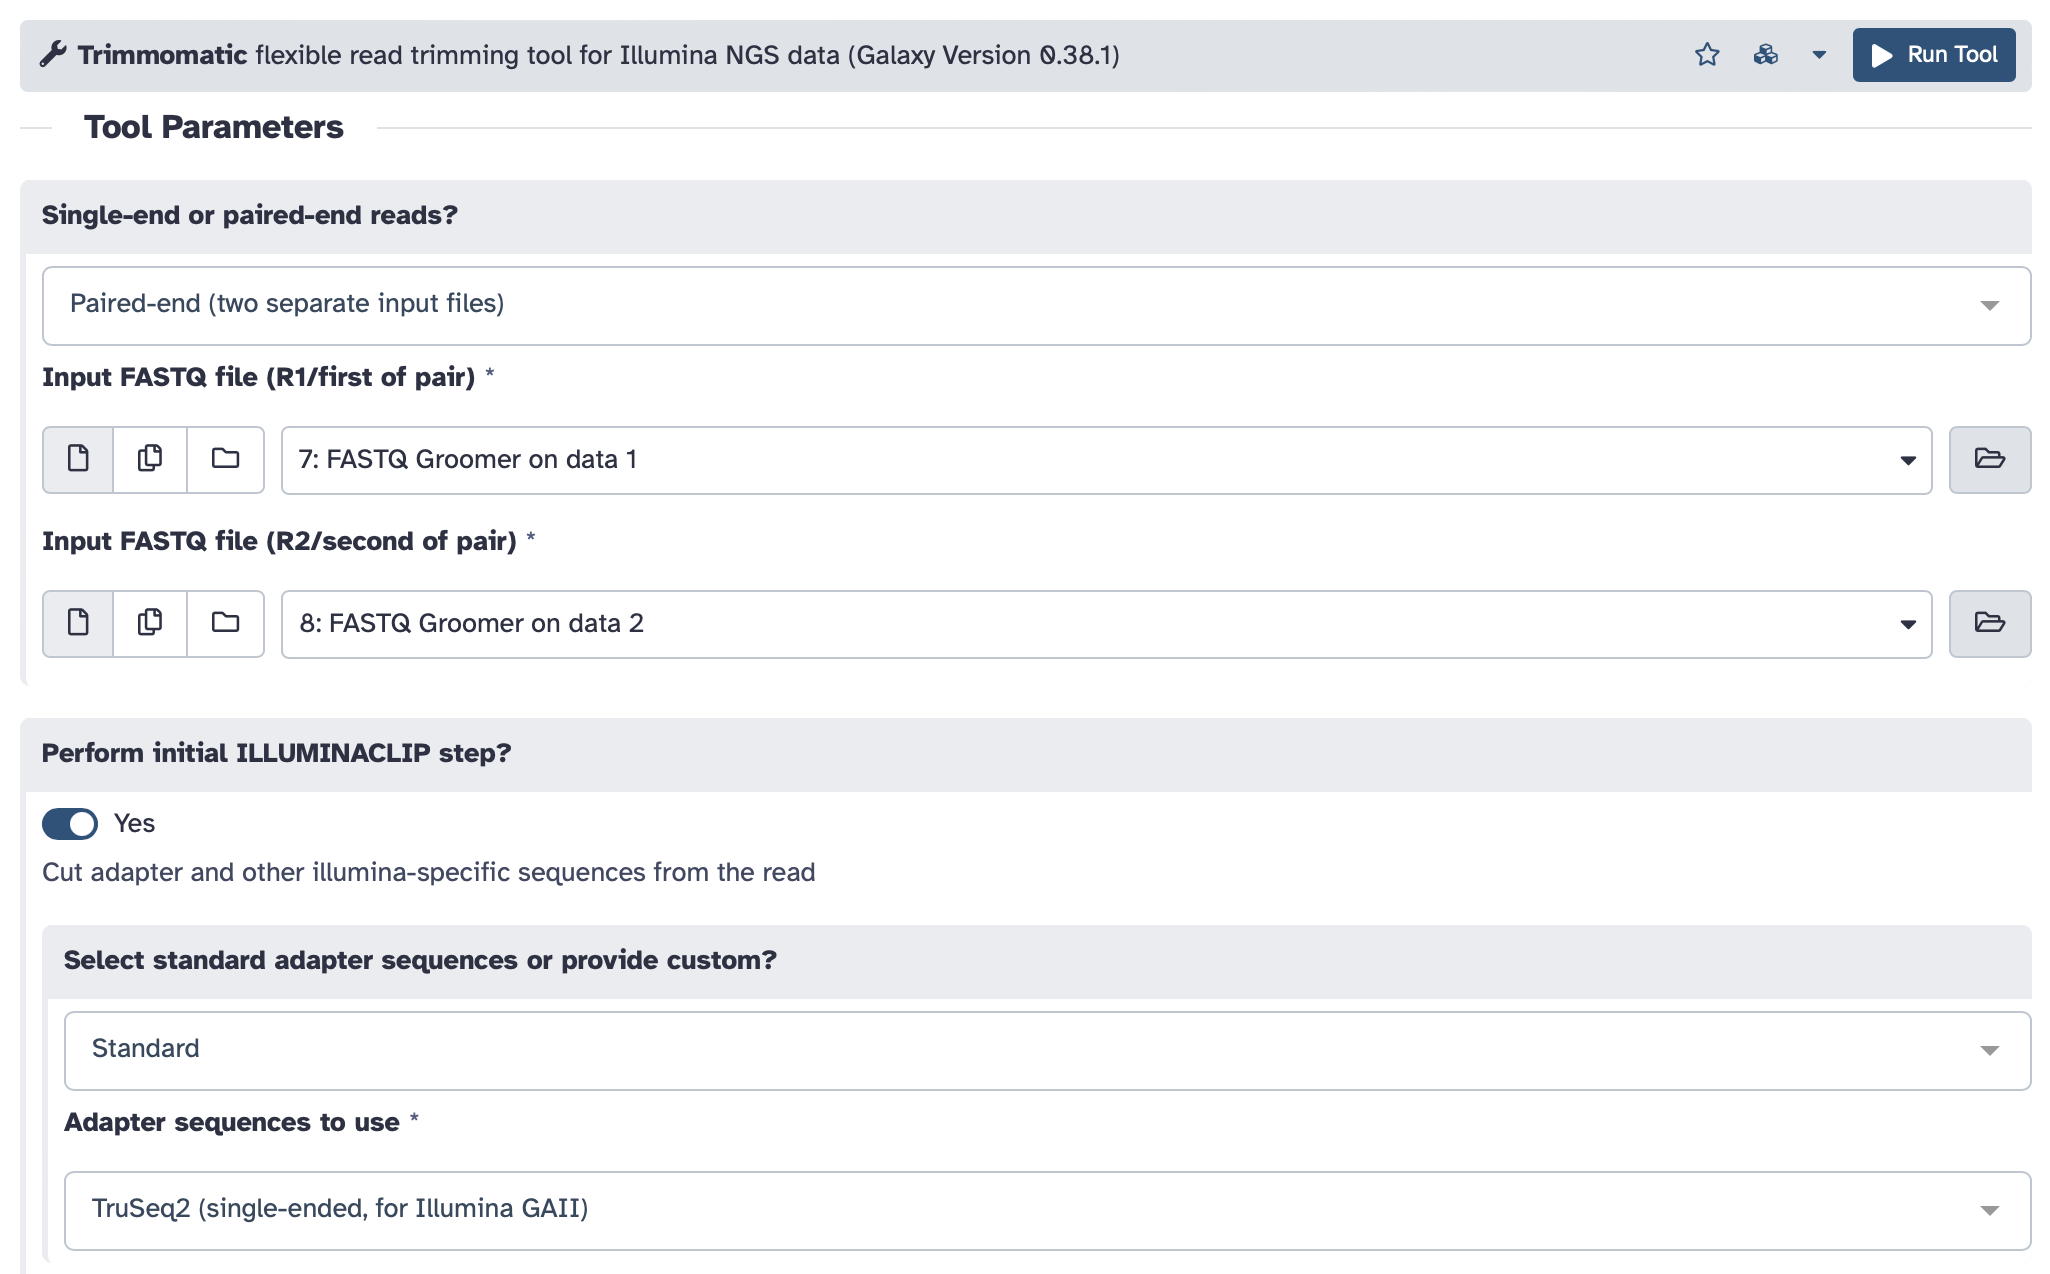 Trimmomatic flexible read trimming tool for Illumina NGS data (Galaxy Version 0.38.1)
Run Tool
Tool Parameters
Single-end or paired-end reads?
Paired-end (two separate input files)
Input FASTQ file (R1/first of pair) *
7: FASTQ Groomer on data 1
Input FASTQ file (R2/second of pair) *
8: FASTQ Groomer on data 2
Perform initial ILLUMINACLIP step?
Yes
Cut adapter and other illumina-specific sequences from the read
Select standard adapter sequences or provide custom?
Standard
Adapter sequences to use *
TruSeq2 (single-ended, for Illumina GAII)